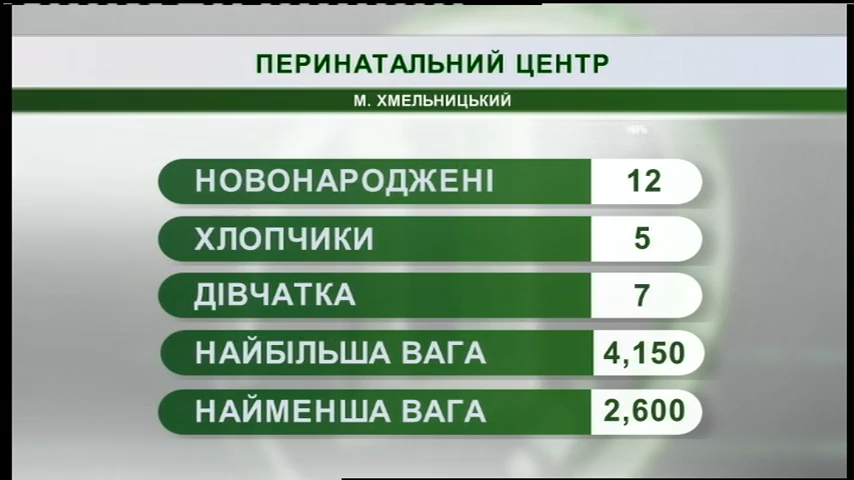 ПЕРИНАТАЛЬНИЙ ЦЕНТР
М. ХМЕЛЬНИЦЬКИЙ
НОВОНАРОДЖЕНІ 12
ХЛОПЧИКИ 5
ДІВЧАТКА 7
НАЙБІЛЬША ВАГА 4,150
НАЙМЕНША ВАГА 2,600